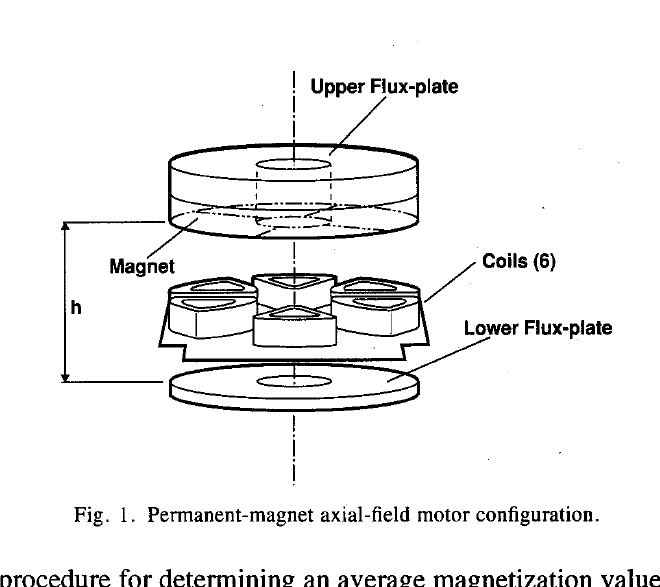 Upper Flux-plate
Magnet
Coils (6)
h
Lower Flux-plate
Fig. 1. Permanent-magnet axial-field motor configuration.
procedure for determining an average magnetization value